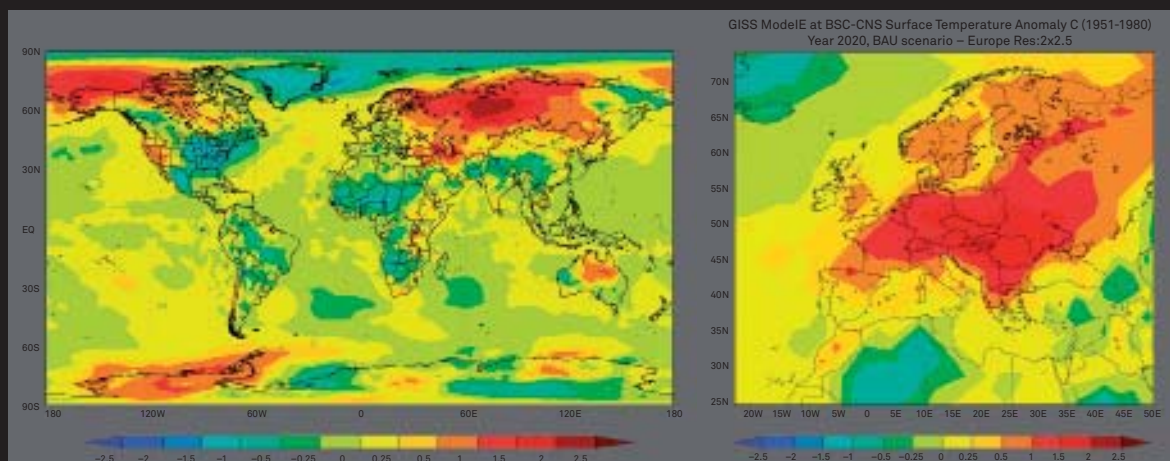 GISS ModelE at BSC-CNS Surface Temperature Anomaly C (1951-1980)
Year 2020, BAU scenario – Europe Res:2x2.5
90N
60N
30N
EQ
30S
60S
90S
180 120W 60W 0 60E 120E 180
-2.5 -2 -1.5 -1 -0.5 -0.25 0 0.25 0.5 1 1.5 2 2.5
70N
65N
60N
55N
50N
45N
40N
35N
30N
25N
20W 15W 10W 5W 0 5E 10E 15E 20E 25E 30E 35E 40E 45E 50E
-2.5 -2 -1.5 -1 -0.5 -0.25 0 0.25 0.5 1 1.5 2 2.5